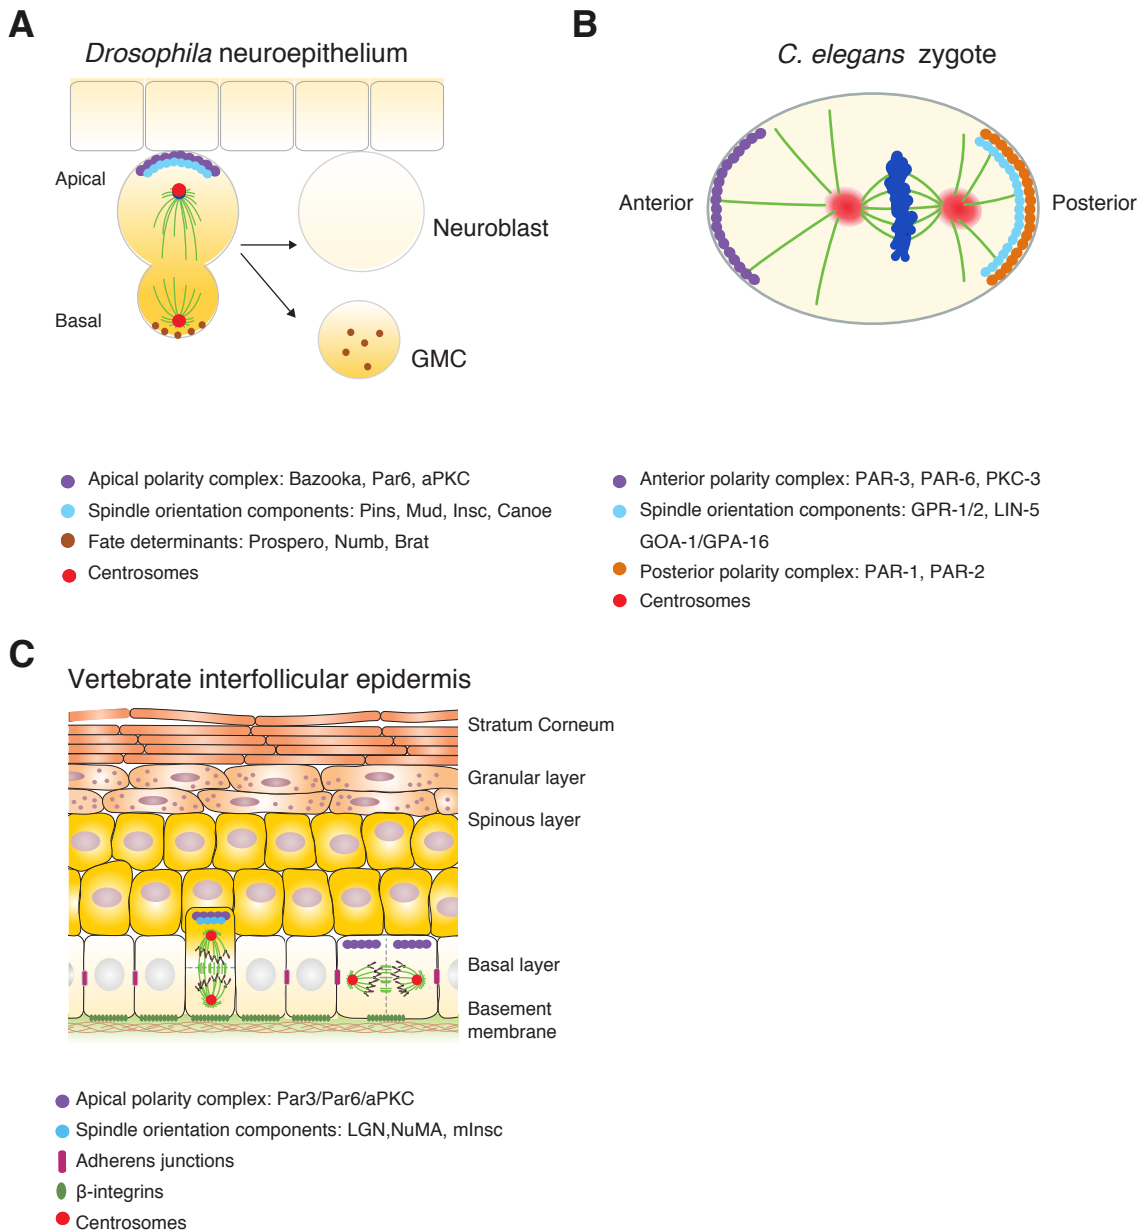 A
Drosophila neuroepithelium
Apical
Basal
Neuroblast
GMC
Apical polarity complex: Bazooka, Par6, aPKC
Spindle orientation components: Pins, Mud, Insc, Canoe
Fate determinants: Prospero, Numb, Brat
Centrosomes
B
C. elegans zygote
Anterior
Posterior
Anterior polarity complex: PAR-3, PAR-6, PKC-3
Spindle orientation components: GPR-1/2, LIN-5
GOA-1/GPA-16
Posterior polarity complex: PAR-1, PAR-2
Centrosomes
C
Vertebrate interfollicular epidermis
Stratum Corneum
Granular layer
Spinous layer
Basal layer
Basement
membrane
Apical polarity complex: Par3/Par6/aPKC
Spindle orientation components: LGN,NuMA, mInsc
Adherens junctions
β-integrins
Centrosomes